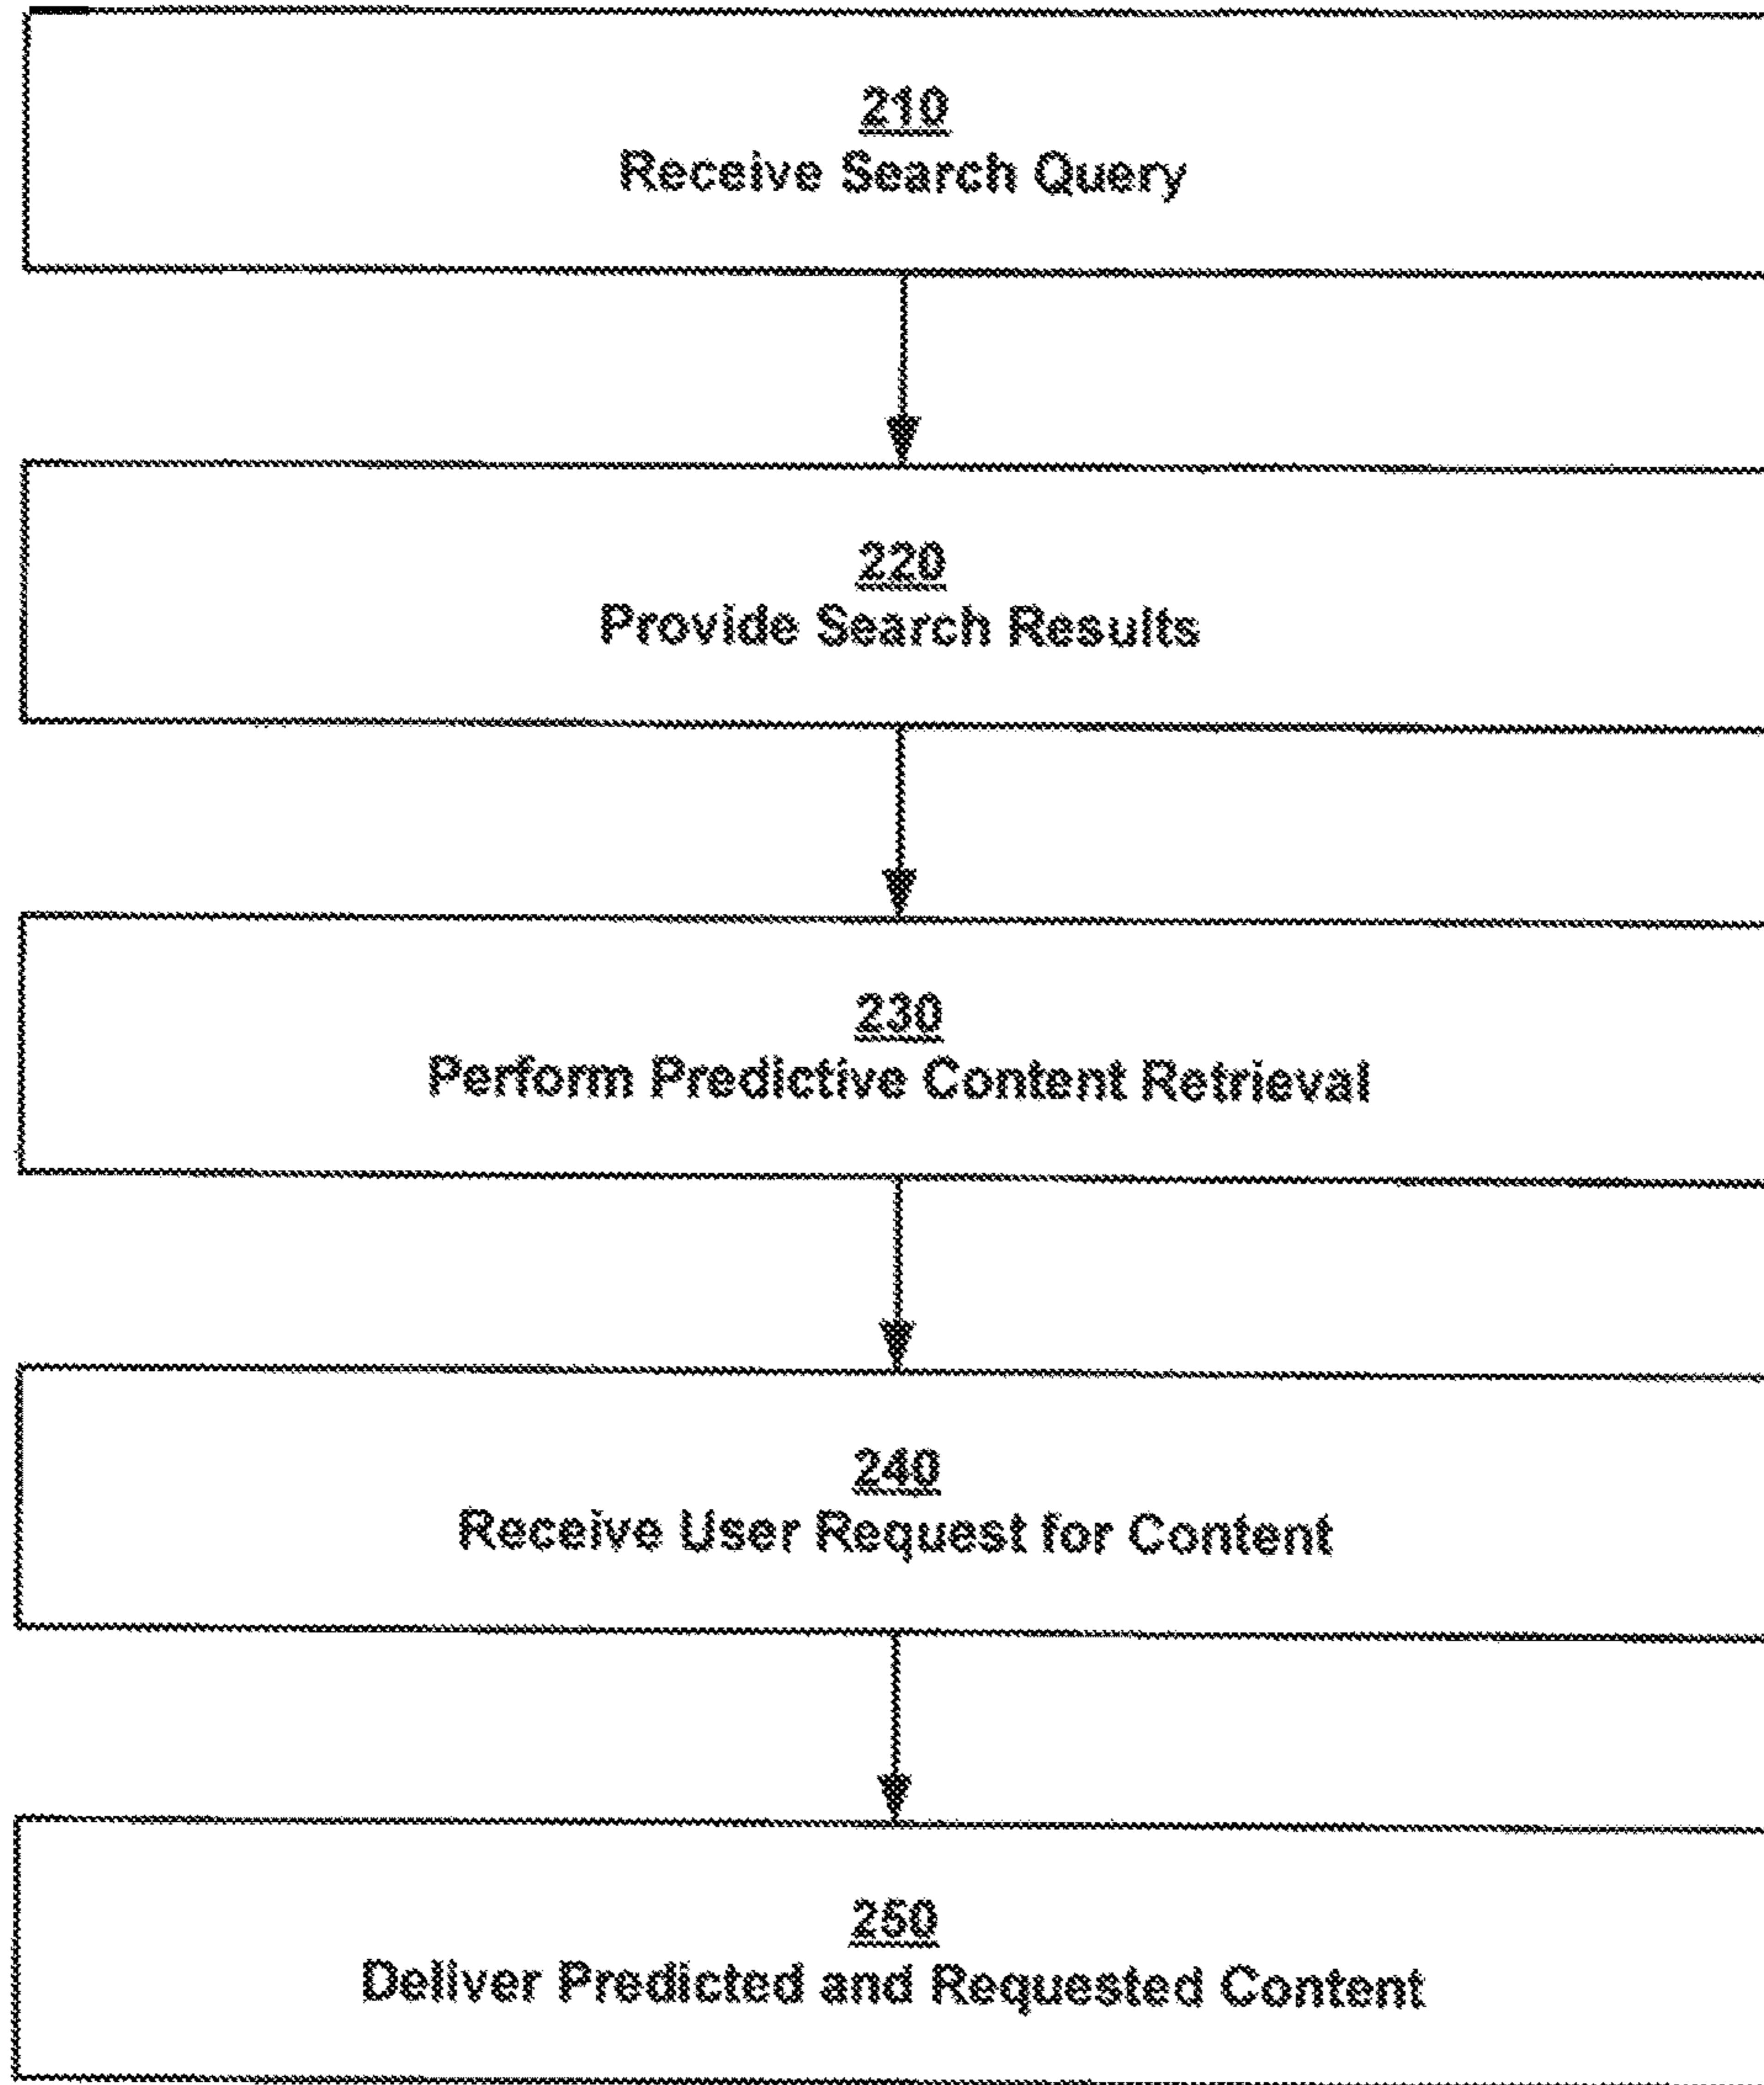 210
Receive Search Query
220
Provide Search Results
230
Perform Predictive Content Retrieval
240
Receive User Request for Content
250
Deliver Predicted and Requested Content